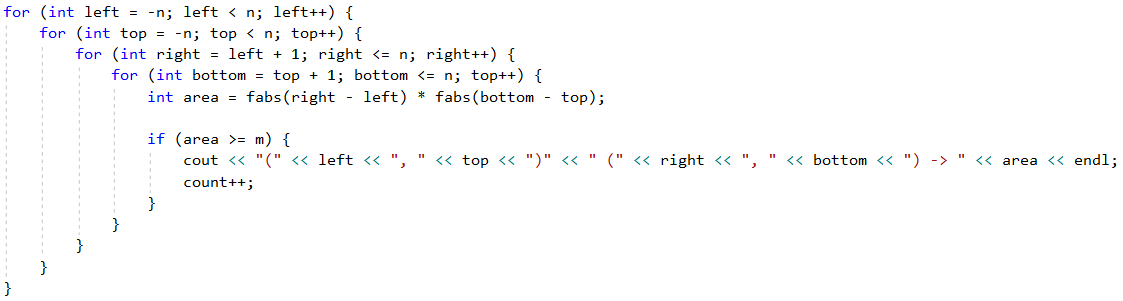 for (int left = -n; left < n; left++) {
    for (int top = -n; top < n; top++) {
        for (int right = left + 1; right <= n; right++) {
            for (int bottom = top + 1; bottom <= n; top++) {
                int area = fabs(right - left) * fabs(bottom - top);

                if (area >= m) {
                    cout << "(" << left << ", " << top << ")" << " (" << right << ", " << bottom << ") -> " << area << endl;
                    count++;
                }
            }
        }
    }
}